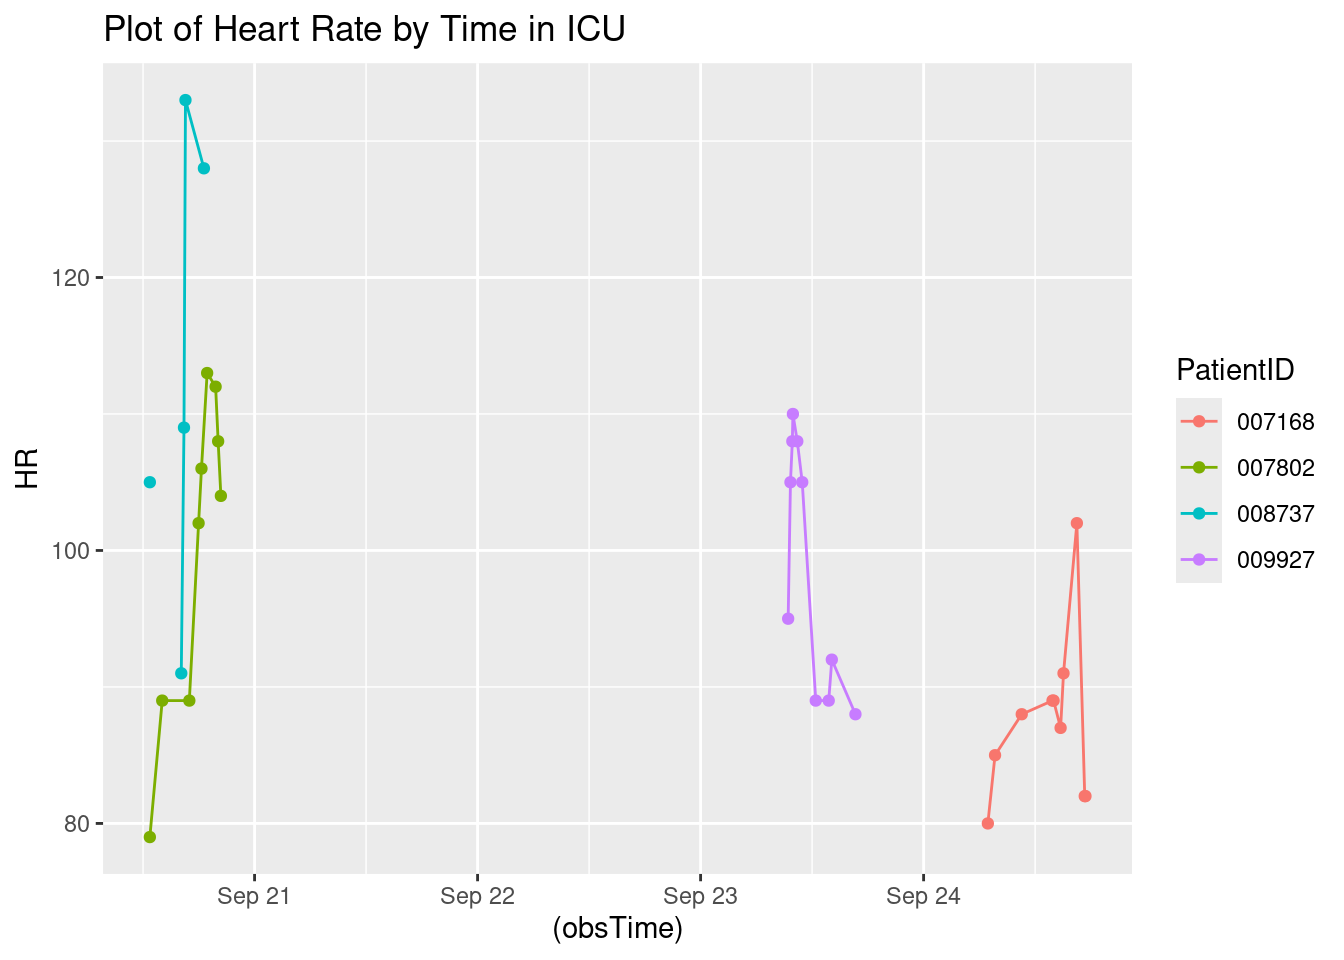 Plot of Heart Rate by Time in ICU
HR
120
100
80
Sep 21 Sep 22 Sep 23 Sep 24
(obsTime)
PatientID
007168
007802
008737
009927